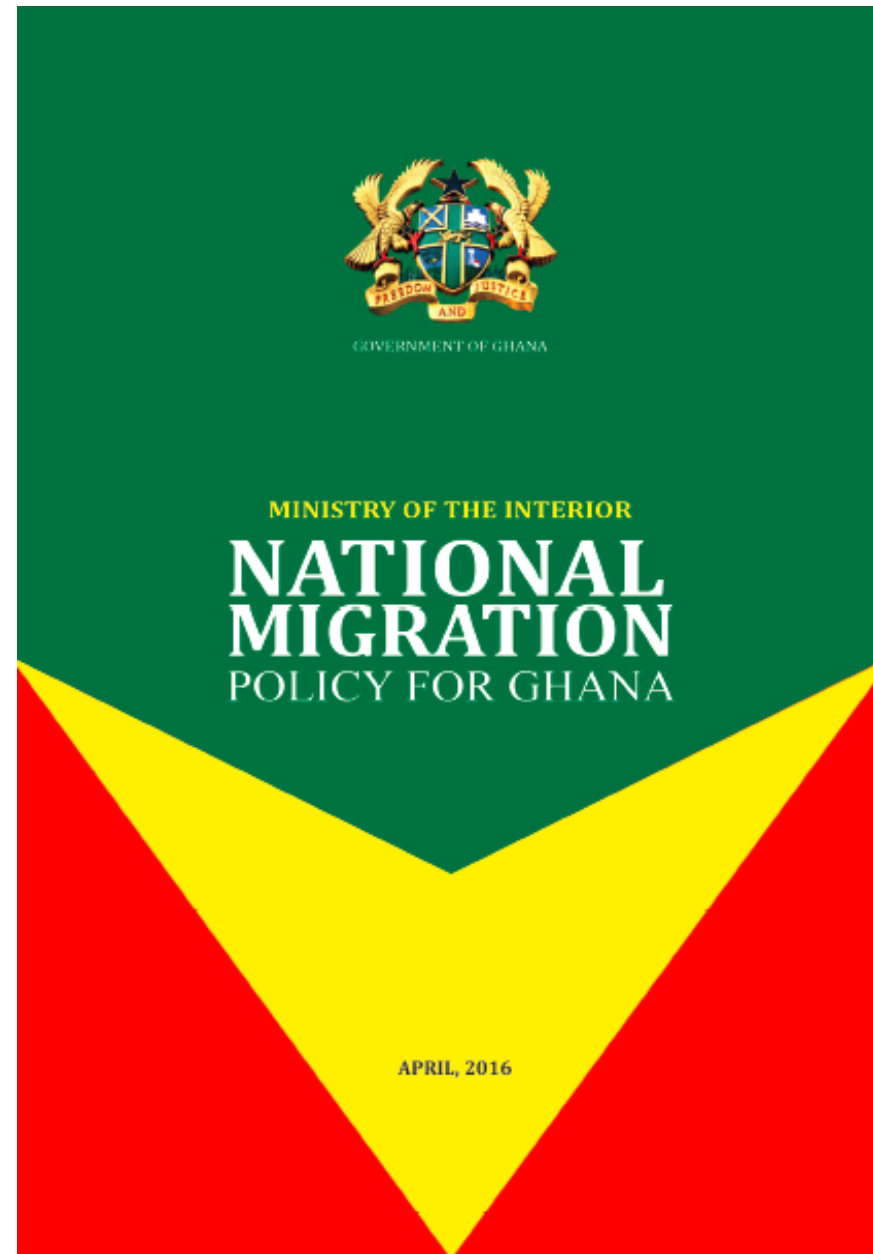 FREEDOM JUSTICE
AND
GOVERNMENT OF GHANA
MINISTRY OF THE INTERIOR
NATIONAL
MIGRATION
POLICY FOR GHANA
APRIL, 2016